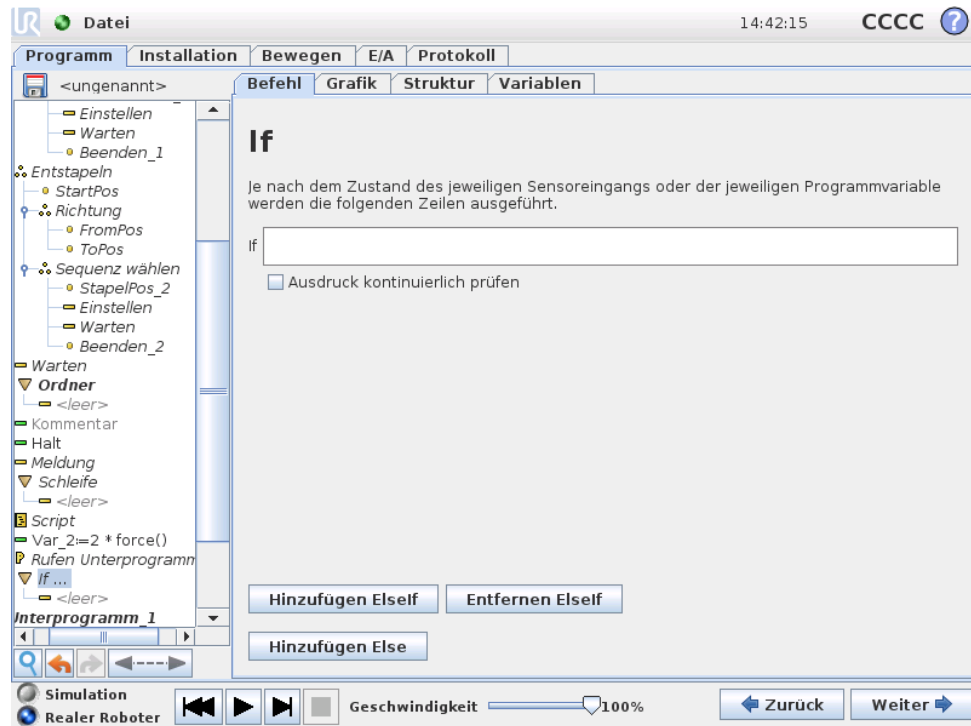 UR Datei 14:42:15 CCCC ?
Programm Installation Bewegen E/A Protokoll
<ungenannt> Befehl Grafik Struktur Variablen
Einstellen
Warten
Beenden_1
Entstapeln
StartPos
Richtung
FromPos
ToPos
Sequenz wählen
StapelPos_2
Einstellen
Warten
Beenden_2
Warten
Ordner
<leer>
Kommentar
Halt
Meldung
Schleife
<leer>
Script
Var_2:=2 * force()
Rufen Unterprogramm
If ...
<leer>
Interprogramm_1
If
Je nach dem Zustand des jeweiligen Sensoreingangs oder der jeweiligen Programmvariable
werden die folgenden Zeilen ausgeführt.
If
Ausdruck kontinuierlich prüfen
Hinzufügen ElseIf Entfernen ElseIf
Hinzufügen Else
Simulation
Realer Roboter
Geschwindigkeit 100% Zurück Weiter